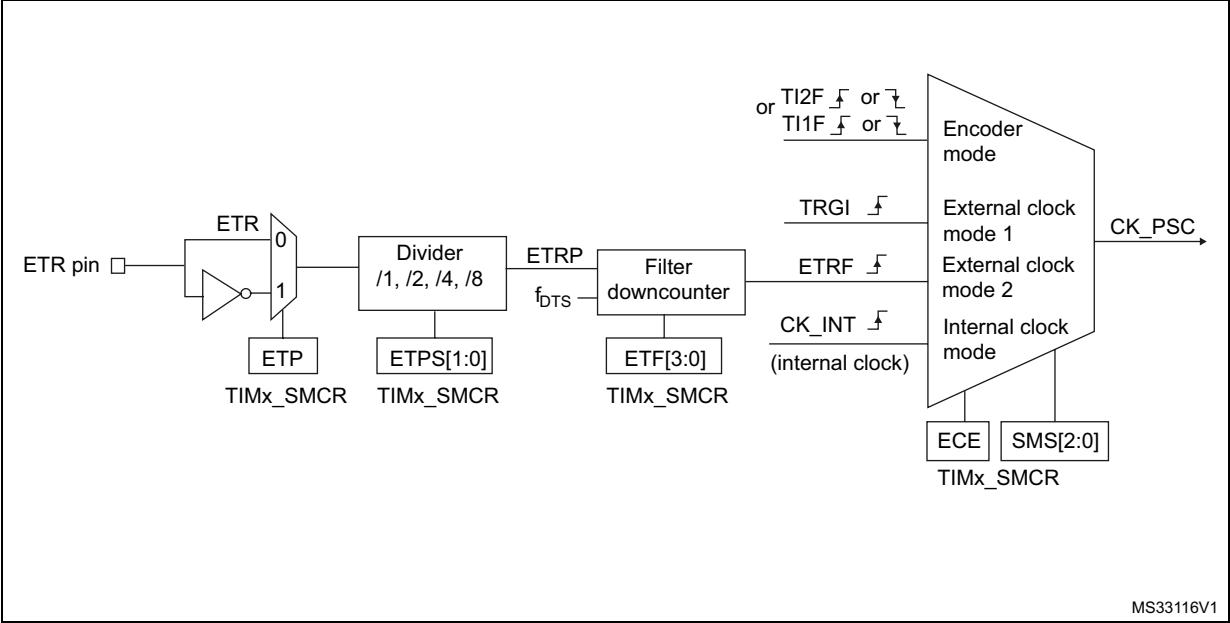 or TI2F or
TI1F or
Encoder
mode
TRGI
External clock
mode 1
CK_PSC
ETR
0
ETR pin
1
Divider
/1, /2, /4, /8
ETRP
fDTS
Filter
downcounter
ETRF
External clock
mode 2
CK_INT
(internal clock)
Internal clock
mode
ETP
TIMx_SMCR
ETPS[1:0]
TIMx_SMCR
ETF[3:0]
TIMx_SMCR
ECE
SMS[2:0]
TIMx_SMCR
MS33116V1